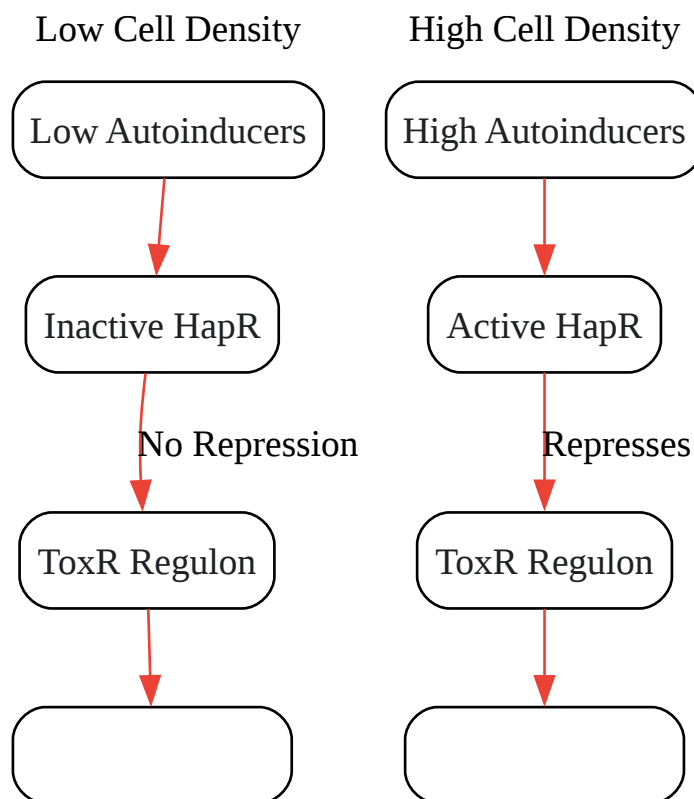 Low Cell Density
High Cell Density
Low Autoinducers
High Autoinducers
Inactive HapR
Active HapR
No Repression
Represses
ToxR Regulon
ToxR Regulon